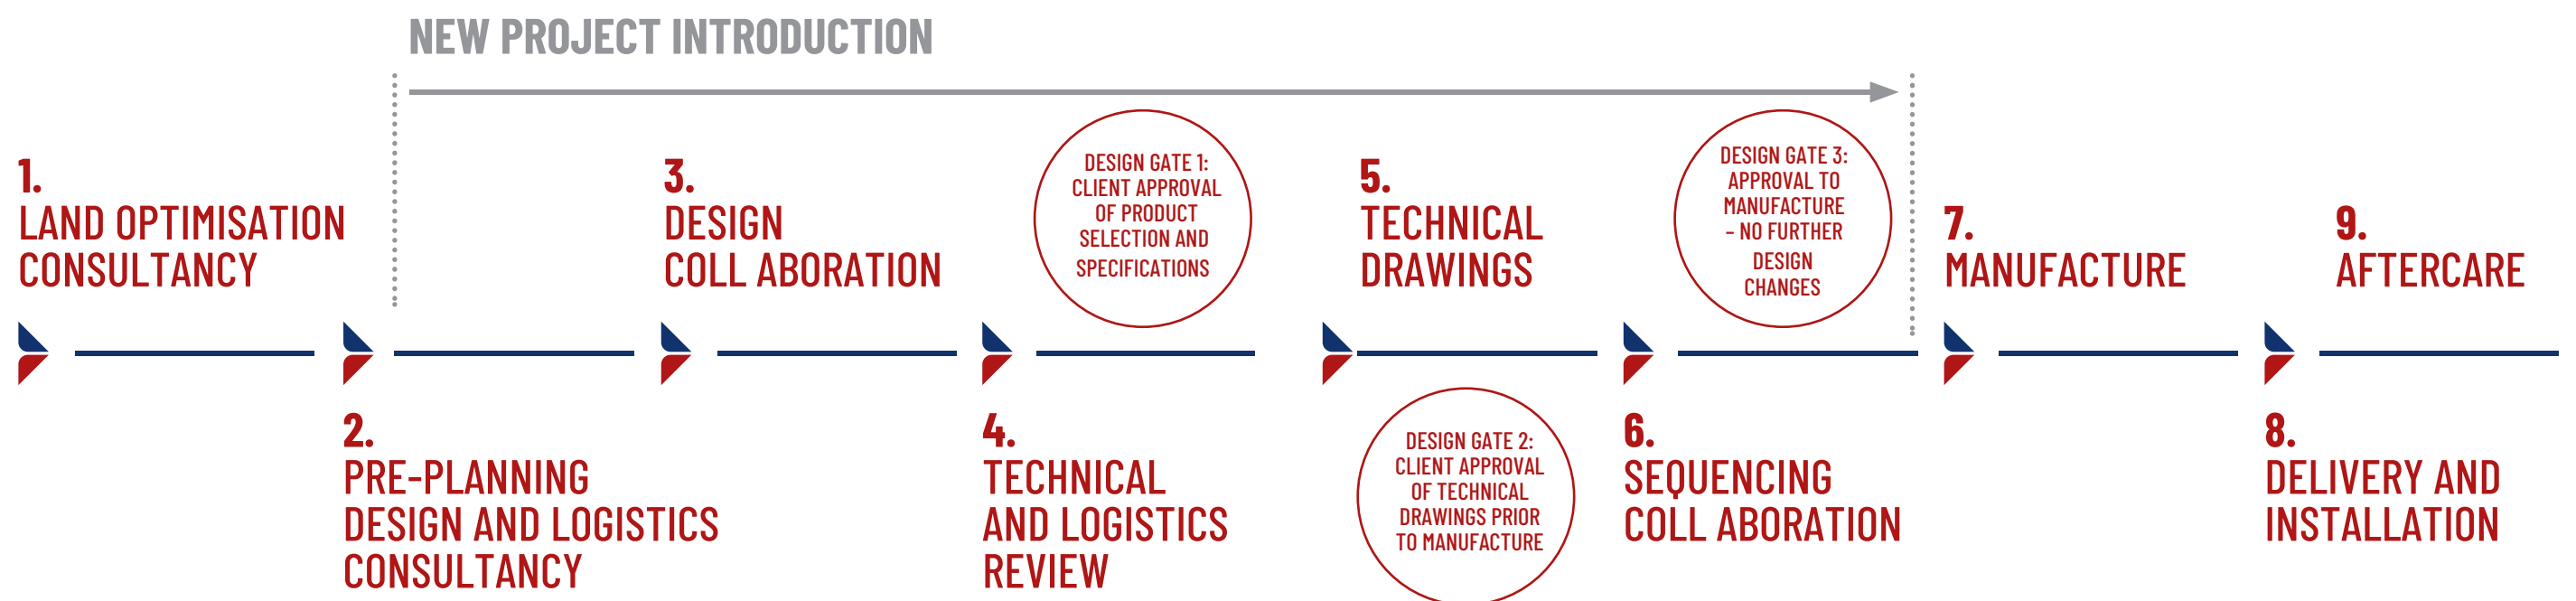 NEW PROJECT INTRODUCTION
1.
LAND OPTIMISATION
CONSULTANCY
2.
PRE-PLANNING
DESIGN AND LOGISTICS
CONSULTANCY
3.
DESIGN
COLL ABORATION
DESIGN GATE 1:
CLIENT APPROVAL
OF PRODUCT
SELECTION AND
SPECIFICATIONS
4.
TECHNICAL
AND LOGISTICS
REVIEW
5.
TECHNICAL
DRAWINGS
DESIGN GATE 2:
CLIENT APPROVAL
OF TECHNICAL
DRAWINGS PRIOR
TO MANUFACTURE
6.
SEQUENCING
COLL ABORATION
DESIGN GATE 3:
APPROVAL TO
MANUFACTURE
– NO FURTHER
DESIGN
CHANGES
7.
MANUFACTURE
8.
DELIVERY AND
INSTALLATION
9.
AFTERCARE